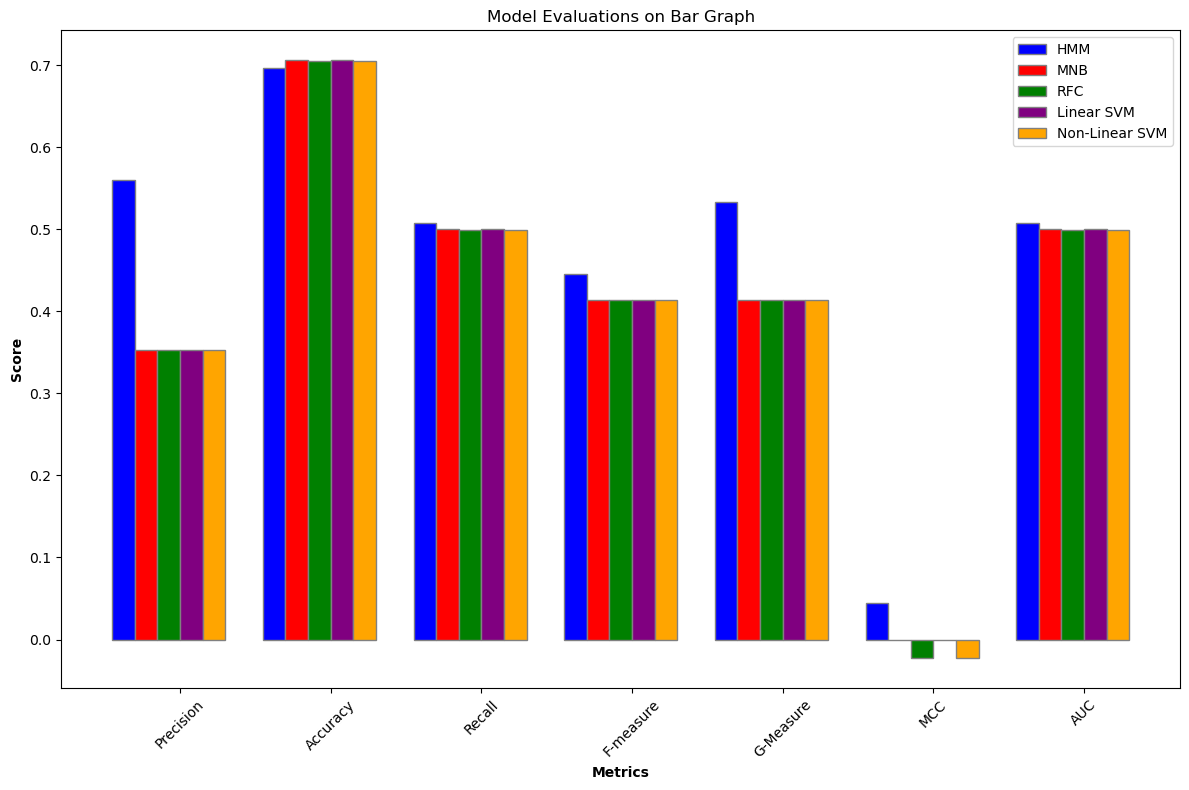 Model Evaluations on Bar Graph
HMM
MNB
RFC
Linear SVM
Non-Linear SVM
0.7
0.6
0.5
0.4
0.3
0.2
0.1
0.0
Score
Precision
Accuracy
Recall
F-measure
G-Measure
MCC
AUC
Metrics